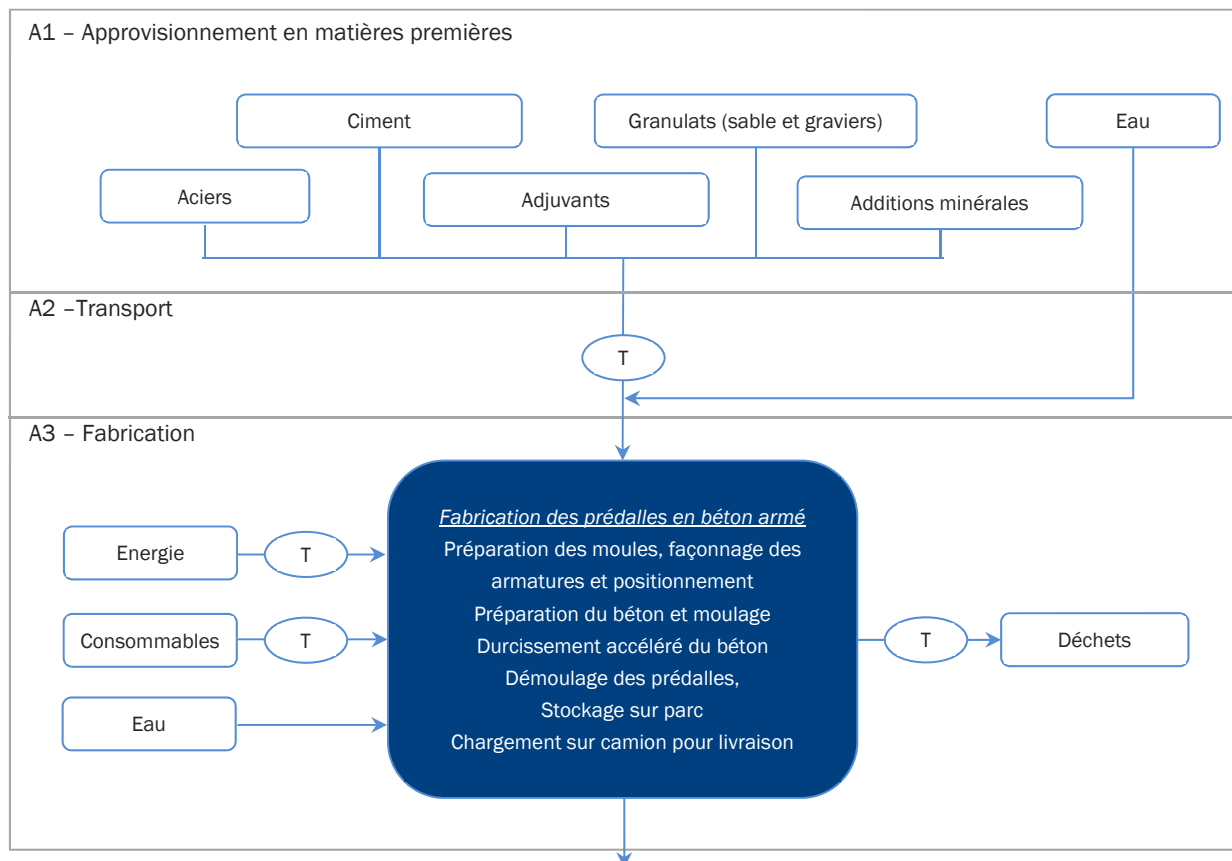 A1 – Approvisionnement en matières premières
Ciment
Granulats (sable et graviers)
Eau
Aciers
Adjuvants
Additions minérales
A2 –Transport
T
A3 – Fabrication
Fabrication des prédalles en béton armé
Préparation des moules, façonnage des
armatures et positionnement
Préparation du béton et moulage
Durcissement accéléré du béton
Démoulage des prédalles,
Stockage sur parc
Chargement sur camion pour livraison
Energie
T
Consommables
T
Eau
T
Déchets